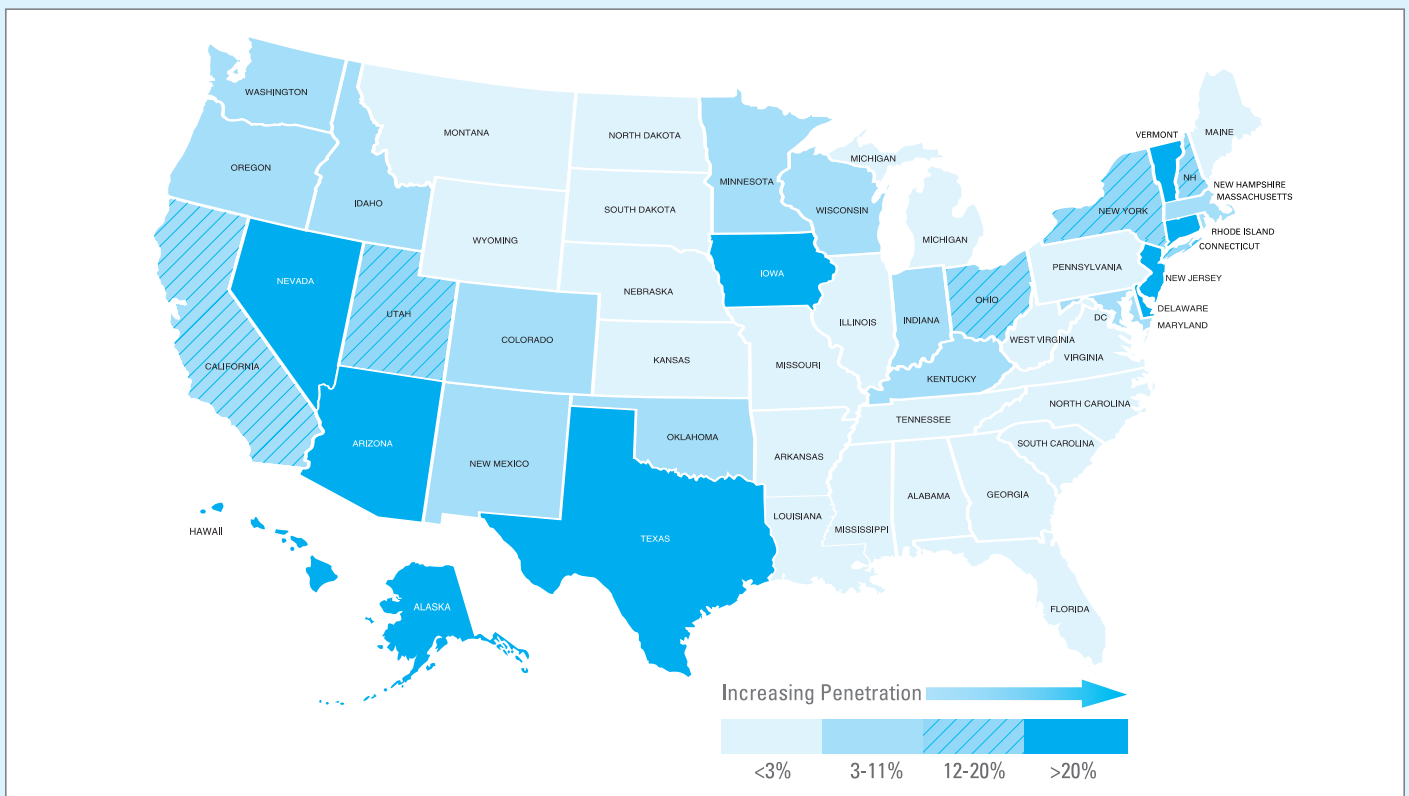 WASHINGTON
MONTANA
NORTH DAKOTA
VERMONT
MAINE
MICHIGAN
OREGON
MINNESOTA
NH
NEW HAMPSHIRE
MASSACHUSETTS
IDAHO
SOUTH DAKOTA
WISCONSIN
NEW YORK
RHODE ISLAND
WYOMING
MICHIGAN
CONNECTICUT
NEVADA
IOWA
PENNSYLVANIA
NEW JERSEY
NEBRASKA
OHIO
UTAH
ILLINOIS
INDIANA
DELAWARE
DC
MARYLAND
COLORADO
WEST VIRGINIA
VIRGINIA
CALIFORNIA
KANSAS
MISSOURI
KENTUCKY
NORTH CAROLINA
TENNESSEE
ARIZONA
OKLAHOMA
SOUTH CAROLINA
NEW MEXICO
ARKANSAS
ALABAMA
GEORGIA
LOUISIANA
MISSISSIPPI
HAWAII
TEXAS
ALASKA
FLORIDA
Increasing Penetration
<3%
3-11%
12-20%
>20%